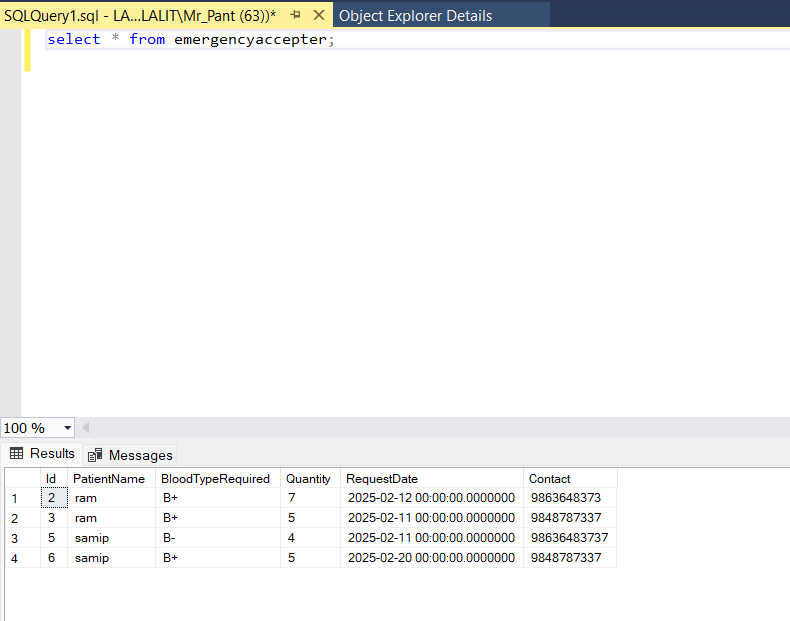 SQLQuery1.sql - LA...LALIT\Mr_Pant (63))* Object Explorer Details
select * from emergencyaccepter;
100 %
Results Messages
Id PatientName BloodTypeRequired Quantity RequestDate Contact
1 2 ram B+ 7 2025-02-12 00:00:00.0000000 9863648373
2 3 ram B+ 5 2025-02-11 00:00:00.0000000 9848787337
3 5 samip B- 4 2025-02-11 00:00:00.0000000 98636483737
4 6 samip B+ 5 2025-02-20 00:00:00.0000000 9848787337